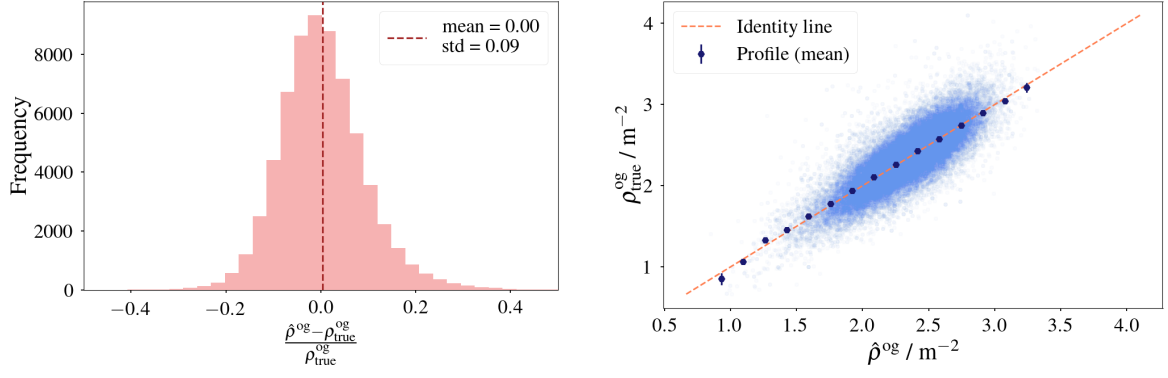 Frequency
8000
6000
4000
2000
0
−0.4
−0.2
0.0
0.2
0.4
mean = 0.00
std = 0.09
ρ̂^og − ρ^og_true
ρ^og_true
ρ^og_true / m^−2
4
3
2
1
0.5
1.0
1.5
2.0
2.5
3.0
3.5
4.0
Identity line
Profile (mean)
ρ̂^og / m^−2